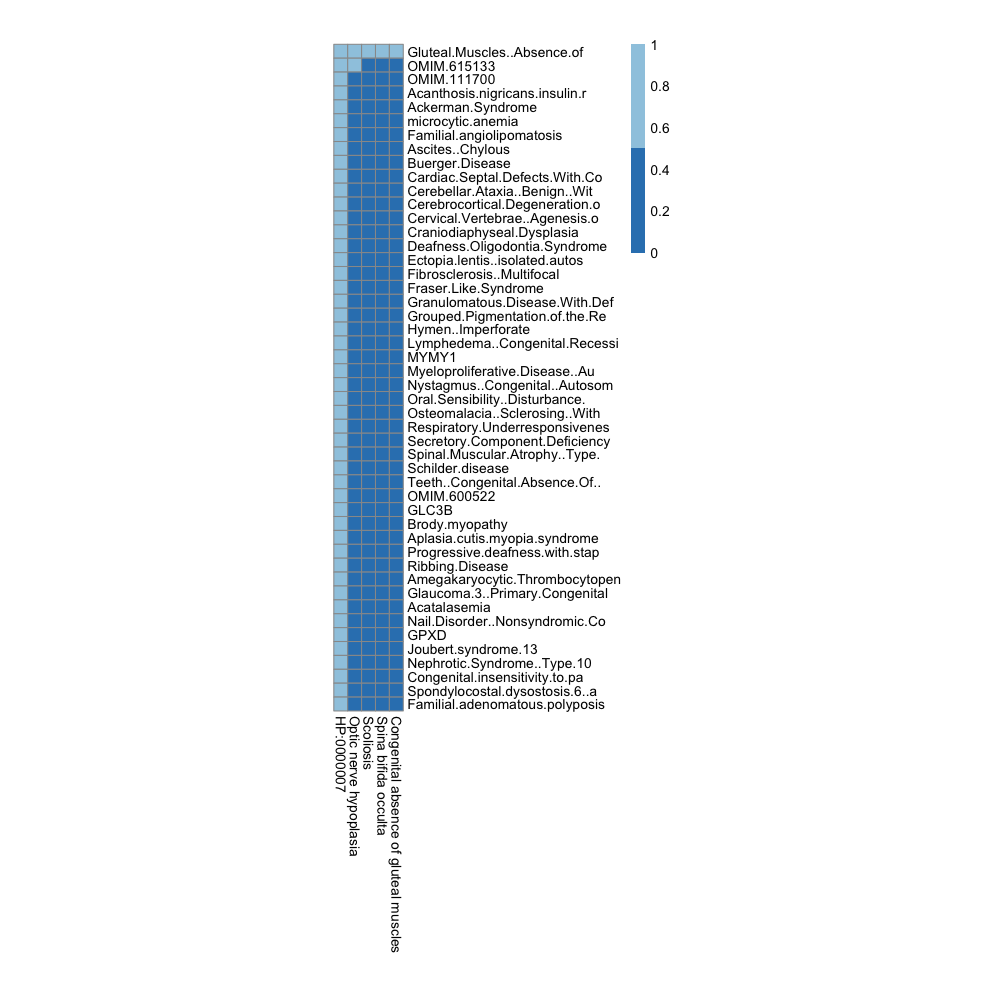 Gluteal.Muscles..Absence.of
OMIM.615133
OMIM.111700
Acanthosis.nigricans.insulin.r
Ackerman.Syndrome
microcytic.anemia
Familial.angiolipomatosis
Ascites..Chylous
Buerger.Disease
Cardiac.Septal.Defects.With.Co
Cerebellar.Ataxia..Benign..Wit
Cerebrocortical.Degeneration.o
Cervical.Vertebrae..Agenesis.o
Craniodiaphyseal.Dysplasia
Deafness.Oligodontia.Syndrome
Ectopia.lentis..isolated.autos
Fibrosclerosis..Multifocal
Fraser.Like.Syndrome
Granulomatous.Disease.With.Def
Grouped.Pigmentation.of.the.Re
Hymen..Imperforate
Lymphedema..Congenital.Recessi
MYMY1
Myeloproliferative.Disease..Au
Nystagmus..Congenital..Autosom
Oral.Sensibility..Disturbance.
Osteomalacia..Sclerosing..With
Respiratory.Underresponsivenes
Secretory.Component.Deficiency
Spinal.Muscular.Atrophy..Type.
Schilder.disease
Teeth..Congenital.Absence.Of..
OMIM.600522
GLC3B
Brody.myopathy
Aplasia.cutis.myopia.syndrome
Progressive.deafness.with.stap
Ribbing.Disease
Amegakaryocytic.Thrombocytopen
Glaucoma.3..Primary.Congenital
Acatalasemia
Nail.Disorder..Nonsyndromic.Co
GPXD
Joubert.syndrome.13
Nephrotic.Syndrome..Type.10
Congenital.insensitivity.to.pa
Spondylocostal.dysostosis.6..a
Familial.adenomatous.polyposis
1
0.8
0.6
0.4
0.2
0
HP:0000007
Optic nerve hypoplasia
Scoliosis
Spina bifida occulta
Congenital absence of gluteal muscles